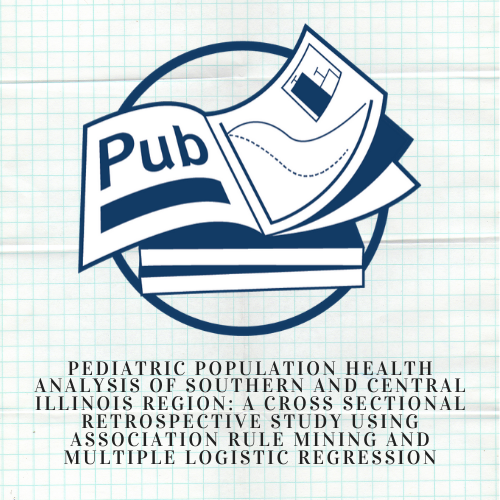 Pub
PEDIATRIC POPULATION HEALTH
ANALYSIS OF SOUTHERN AND CENTRAL
ILLINOIS REGION: A CROSS SECTIONAL
RETROSPECTIVE STUDY USING
ASSOCIATION RULE MINING AND
MULTIPLE LOGISTIC REGRESSION